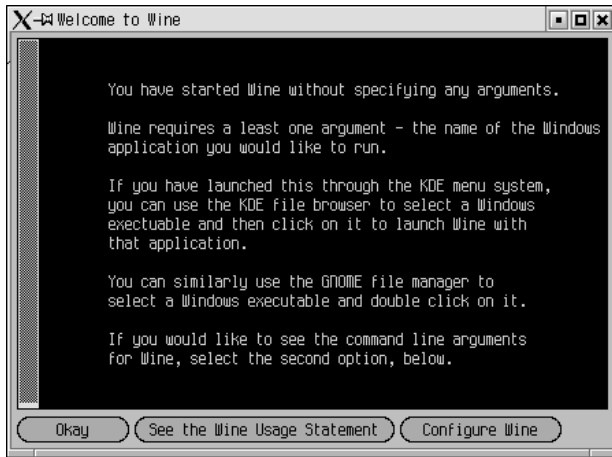 Welcome to Wine
You have started Wine without specifying any arguments.
Wine requires a least one argument - the name of the Windows
application you would like to run.
If you have launched this through the KDE menu system,
you can use the KDE file browser to select a Windows
exectuable and then click on it to launch Wine with
that application.
You can similarly use the GNOME file manager to
select a Windows executable and double click on it.
If you would like to see the command line arguments
for Wine, select the second option, below.
Okay See the Wine Usage Statement Configure Wine